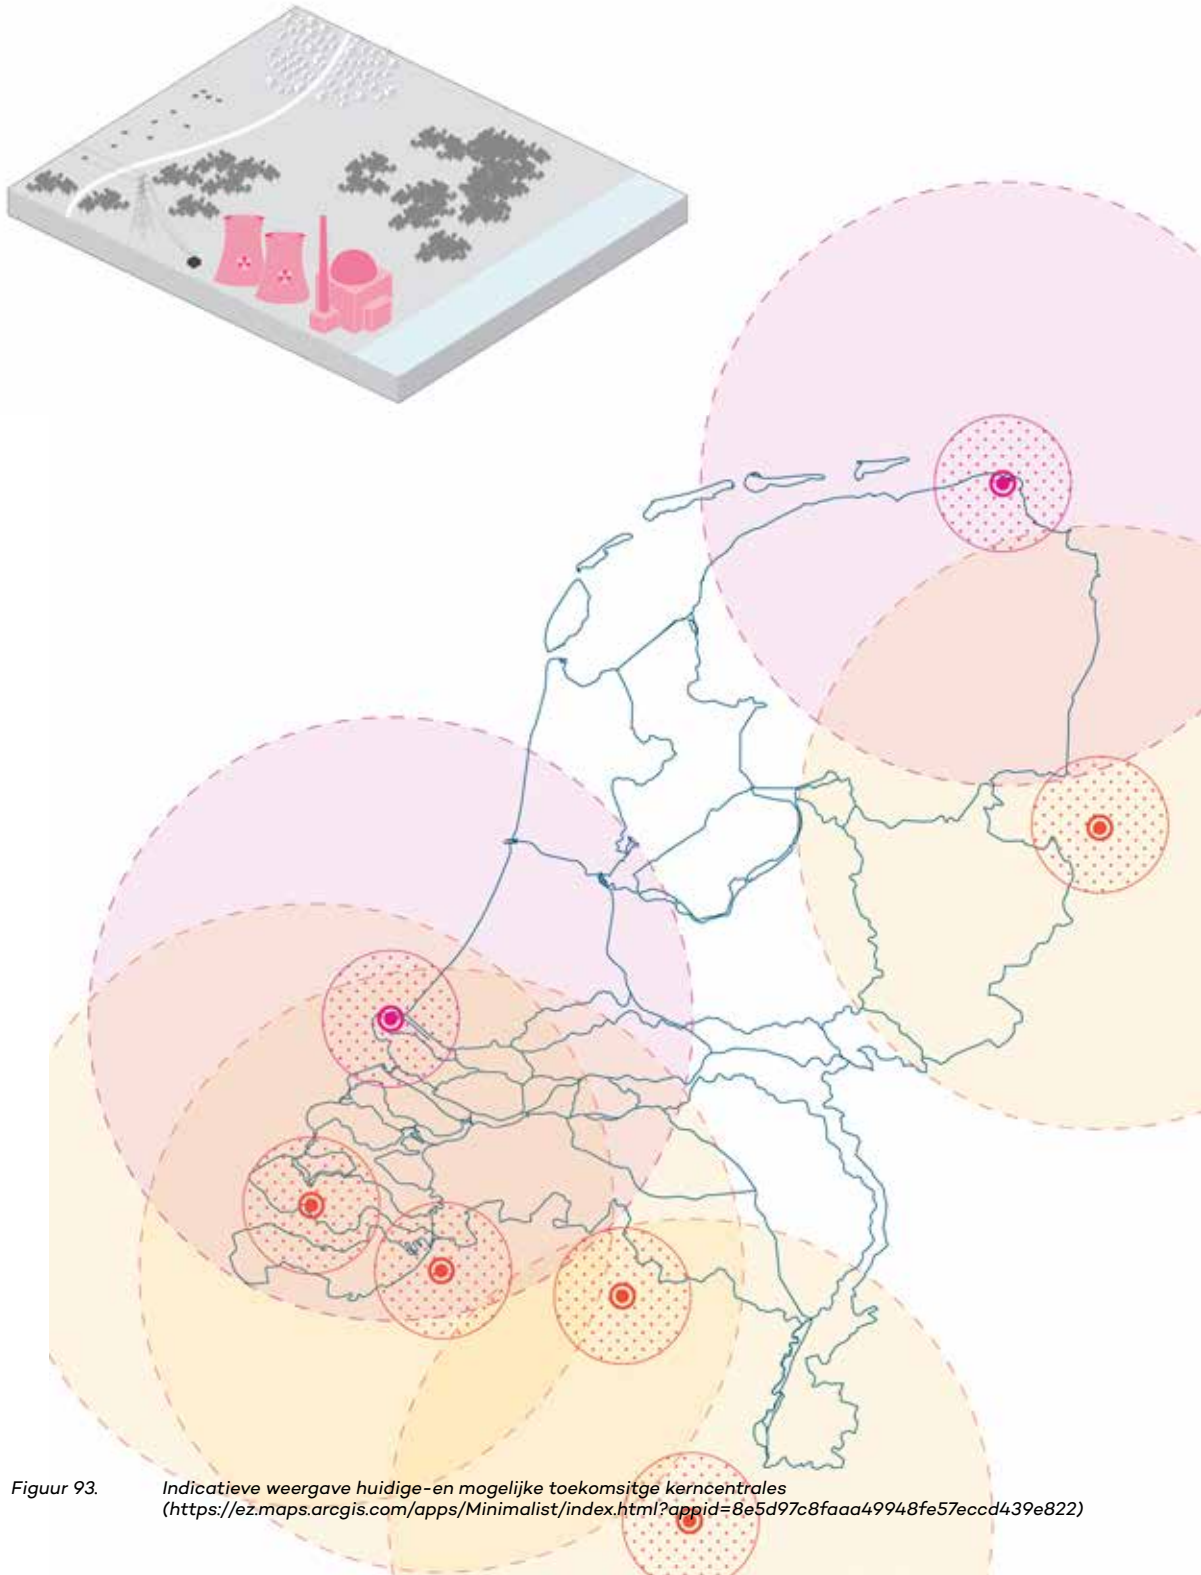 Figuur 93. Indicatieve weergave huidige-en mogelijke toekomsitge kerncentrales
(https://ez.maps.arcgis.com/apps/Minimalist/index.html?appid=8e5d97c8faaa49948fe57eccd439e822)